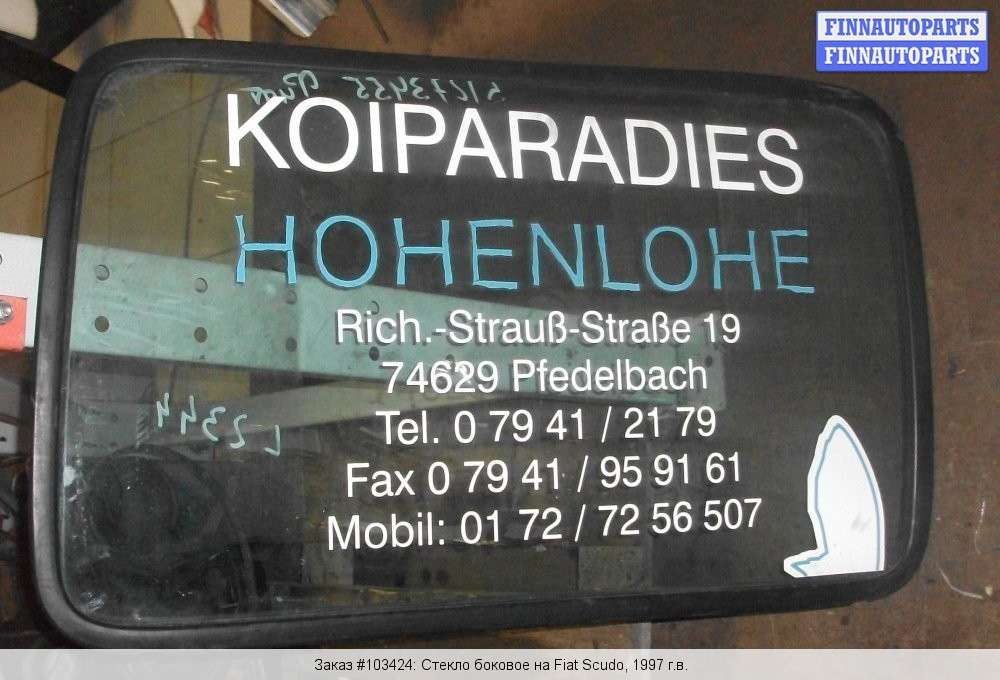 FINNAUTOPARTS
FINNAUTOPARTS
KOIPARADIES
HOHENLOHE
Rich.-Strauß-Straße 19
74629 Pfedelbach
Tel. 0 79 41 / 21 79
Fax 0 79 41 / 95 91 61
Mobil: 01 72 / 72 56 507
L 2344
Заказ #103424: Стекло боковое на Fiat Scudo, 1997 г.в.